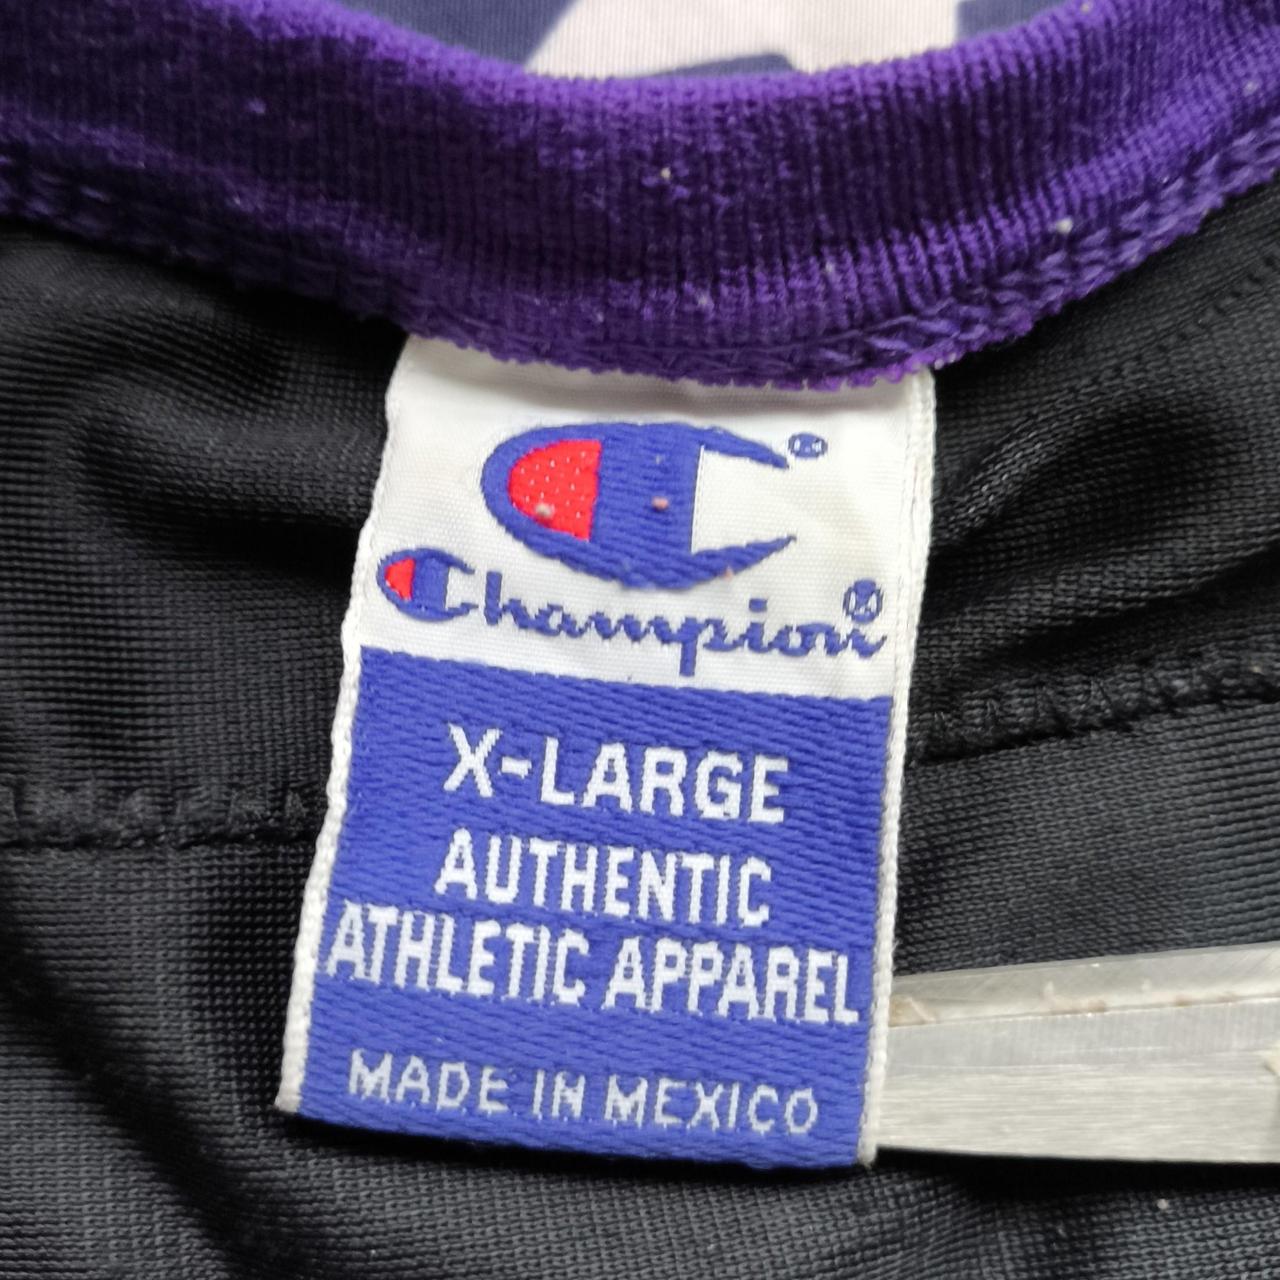 Champion®
X-LARGE
AUTHENTIC
ATHLETIC APPAREL
MADE IN MEXICO